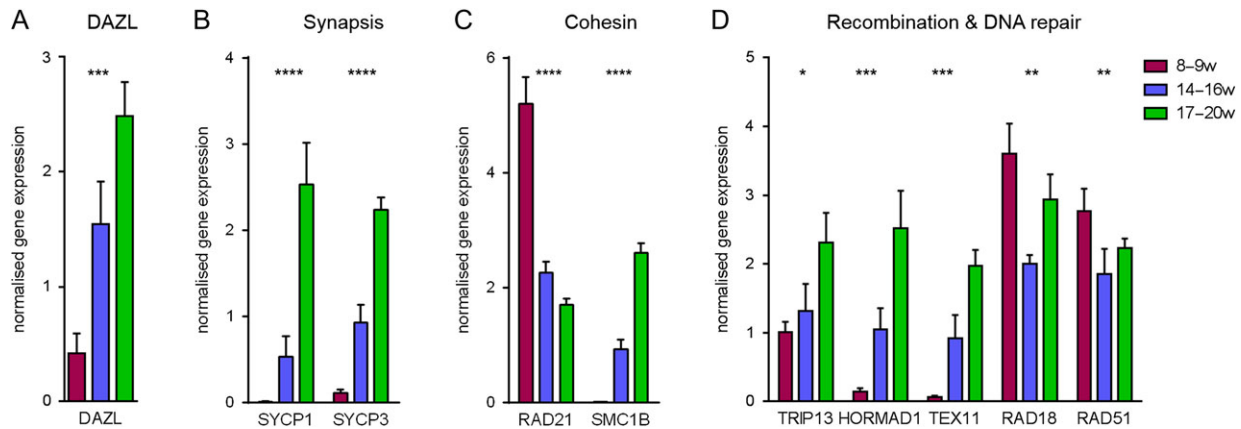 A DAZL
normalised gene expression
3
2
1
0
***
DAZL
B Synapsis
normalised gene expression
4
3
2
1
0
**** ****
SYCP1 SYCP3
C Cohesin
normalised gene expression
6
4
2
0
**** ****
RAD21 SMC1B
D Recombination & DNA repair
normalised gene expression
5
4
3
2
1
0
* *** *** ** **
TRIP13 HORMAD1 TEX11 RAD18 RAD51
8–9w
14–16w
17–20w